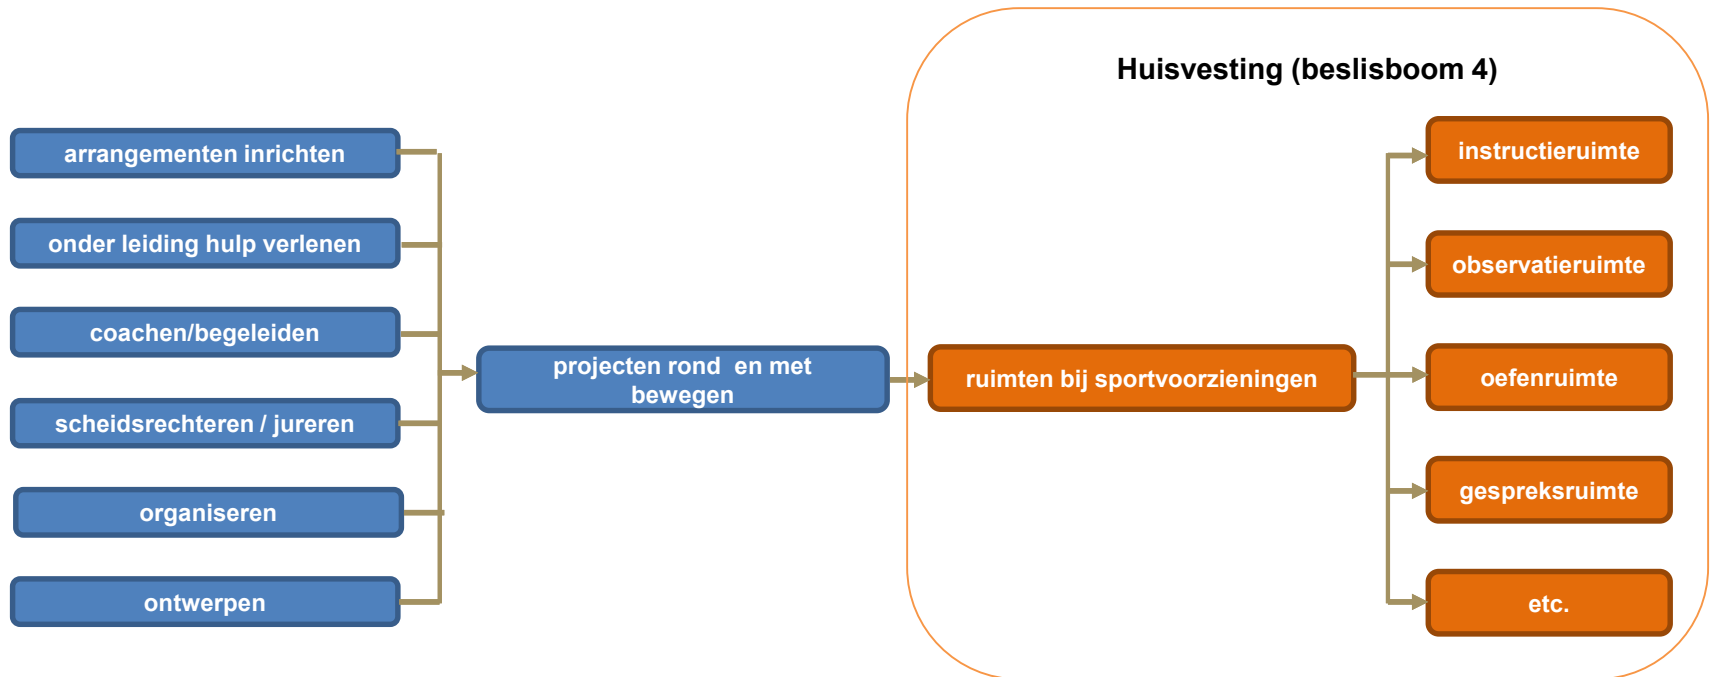 Huisvesting (beslisboom 4)
arrangementen inrichten
onder leiding hulp verlenen
coachen/begeleiden
scheidsrechteren / jureren
organiseren
ontwerpen
projecten rond  en met
bewegen
ruimten bij sportvoorzieningen
instructieruimte
observatieruimte
oefenruimte
gespreksruimte
etc.